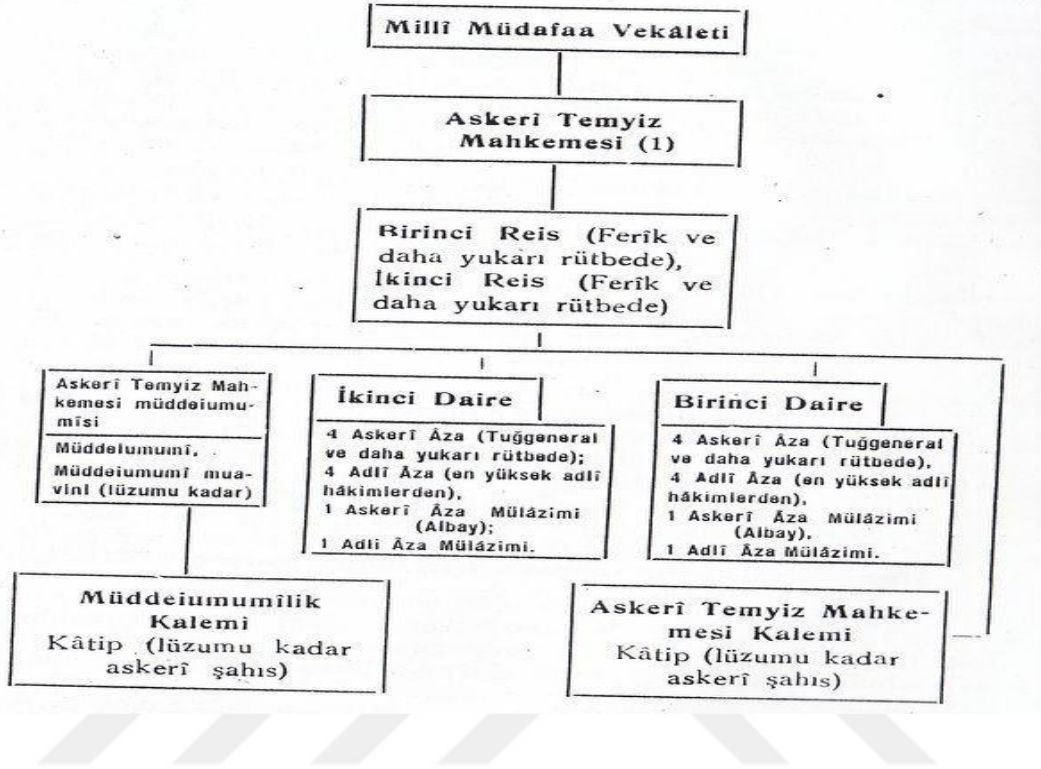 Millî Müdafaa Vekâleti
Askerî Temyiz
Mahkemesi (1)
Birinci Reis (Ferîk ve
daha yukarı rütbede),
İkinci Reis (Ferîk ve
daha yukarı rütbede)
Askerî Temyiz Mah-
kemesi müddeiumu-
mîsi
Müddeiumumî,
Müddeiumumî mua-
vini (lüzumu kadar)
İkinci Daire
4 Askerî Âza (Tuğgeneral
ve daha yukarı rütbede);
4 Adlî Âza (en yüksek adlî
hâkimlerden),
1 Askerî Âza Mülâzimi
(Albay);
1 Adlî Âza Mülâzimi.
Birinci Daire
4 Askerî Âza (Tuğgeneral
ve daha yukarı rütbede),
4 Adlî Âza (en yüksek adlî
hâkimlerden),
1 Askerî Âza Mülâzimi
(Albay),
1 Adlî Âza Mülâzimi.
Müddeiumumîlik
Kalemi
Kâtip (lüzumu kadar
askerî şahıs)
Askerî Temyiz Mahke-
mesi Kalemi
Kâtip (lüzumu kadar
askerî şahıs)